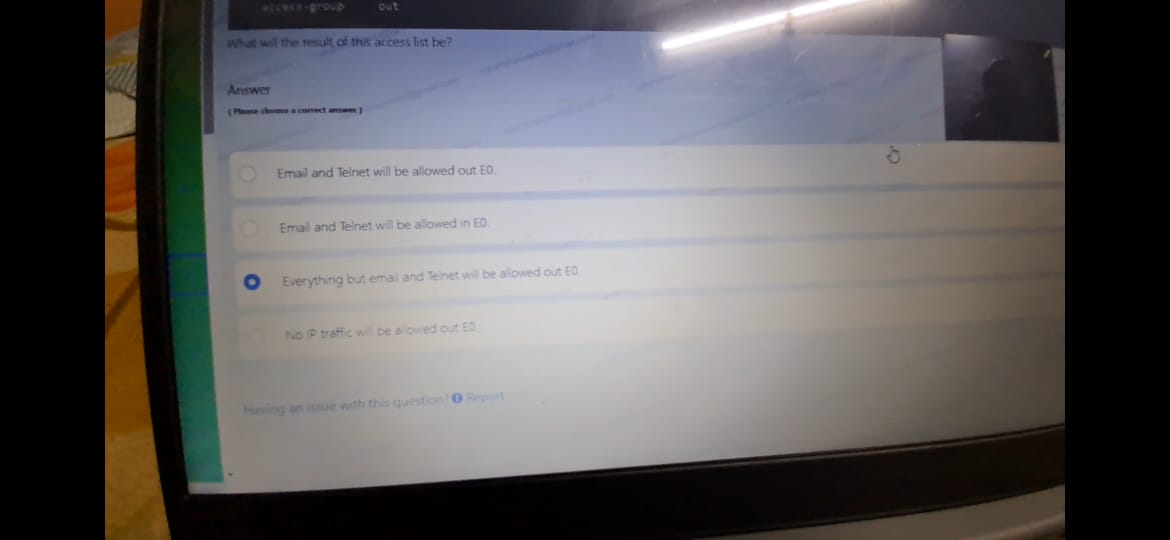 access-group out
What will the result of this access list be?
Answer
( Please choose a correct answer )
Email and Telnet will be allowed out E0.
Email and Telnet will be allowed in E0.
Everything but email and Telnet will be allowed out E0.
No IP traffic will be allowed out E0.
Having an issue with this question? Report